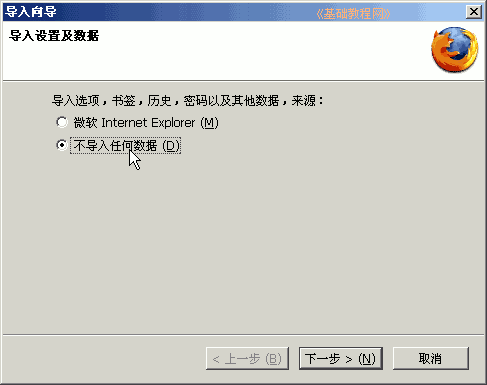 导入向导
《基础教程网》
导入设置及数据
导入选项，书签，历史，密码以及其他数据，来源：
微软 Internet Explorer (M)
不导入任何数据 (D)
< 上一步 (B)
下一步 > (N)
取消